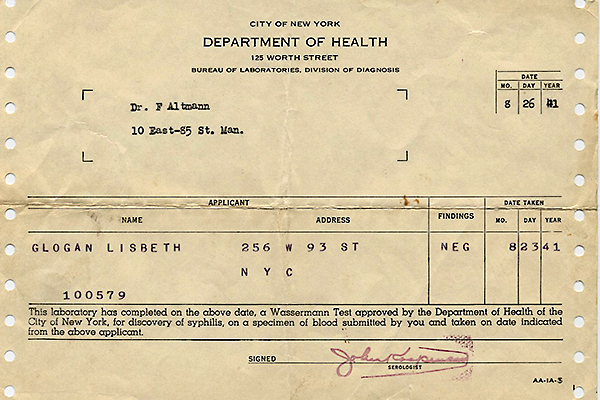 CITY OF NEW YORK
DEPARTMENT OF HEALTH
125 WORTH STREET
BUREAU OF LABORATORIES, DIVISION OF DIAGNOSIS
DATE
MO. DAY YEAR
8 26 41
Dr. F Altmann
10 East-85 St. Man.
APPLICANT
DATE TAKEN
NAME ADDRESS FINDINGS MO. DAY YEAR
GLOGAN LISBETH 256 W 93 ST NEG 8 23 41
N Y C
100579
This laboratory has completed on the above date, a Wassermann Test approved by the Department of Health of the
City of New York, for discovery of syphilis, on a specimen of blood submitted by you and taken on date indicated
from the above applicant.
SIGNED John
SEROLOGIST
AA-1A-S